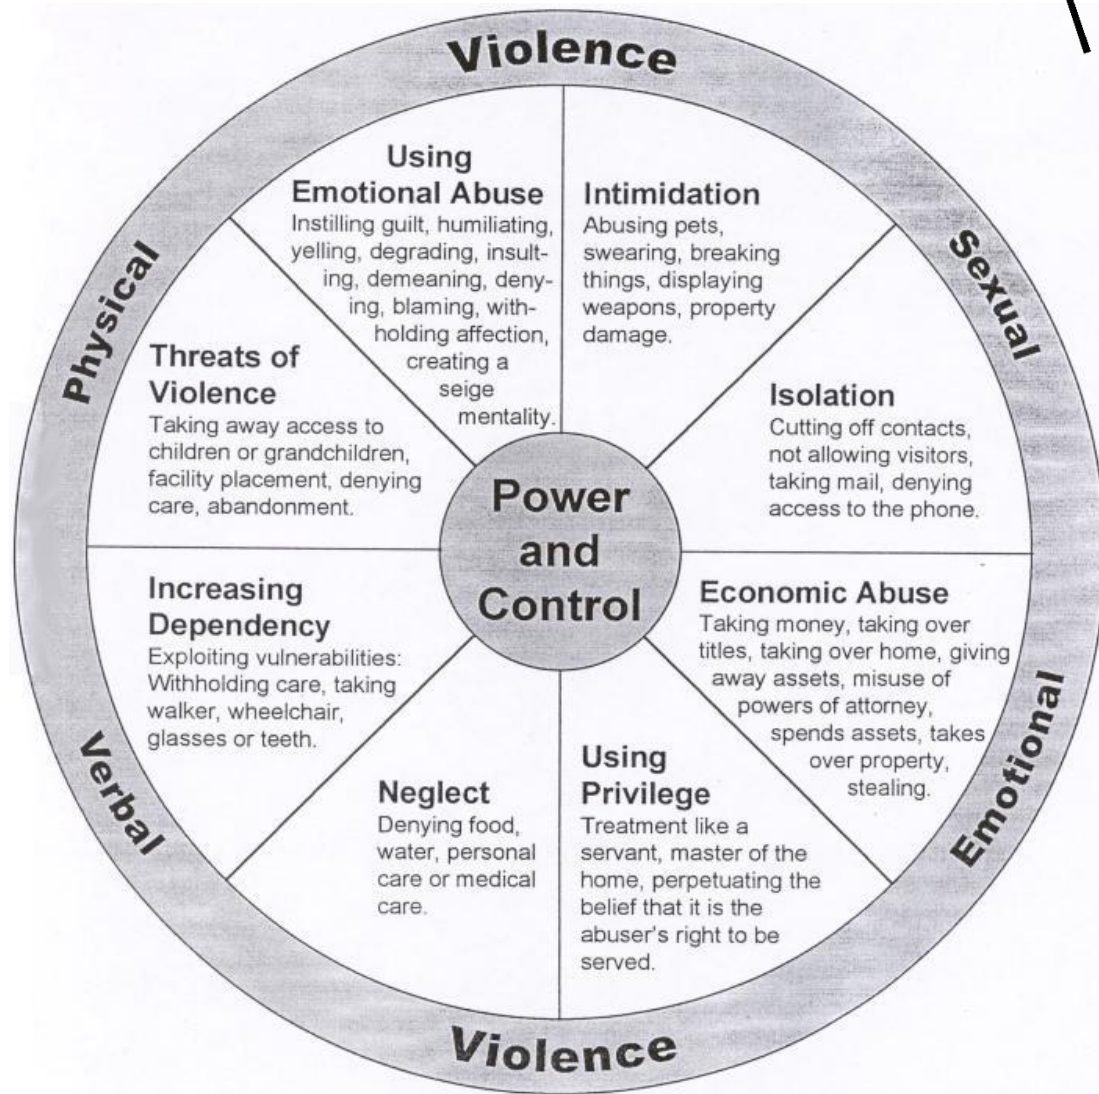 Violence
Physical
Sexual
Using
Emotional Abuse
Instilling guilt, humiliating,
yelling, degrading, insult-
ing, demeaning, deny-
ing, blaming, with-
holding affection,
creating a
seige
mentality.
Intimidation
Abusing pets,
swearing, breaking
things, displaying
weapons, property
damage.
Threats of
Violence
Taking away access to
children or grandchildren,
facility placement, denying
care, abandonment.
Isolation
Cutting off contacts,
not allowing visitors,
taking mail, denying
access to the phone.
Power
and
Control
Increasing
Dependency
Exploiting vulnerabilities:
Withholding care, taking
walker, wheelchair,
glasses or teeth.
Economic Abuse
Taking money, taking over
titles, taking over home, giving
away assets, misuse of
powers of attorney,
spends assets, takes
over property,
stealing.
Neglect
Denying food,
water, personal
care or medical
care.
Using
Privilege
Treatment like a
servant, master of the
home, perpetuating the
belief that it is the
abuser's right to be
served.
Verbal
Emotional
Violence